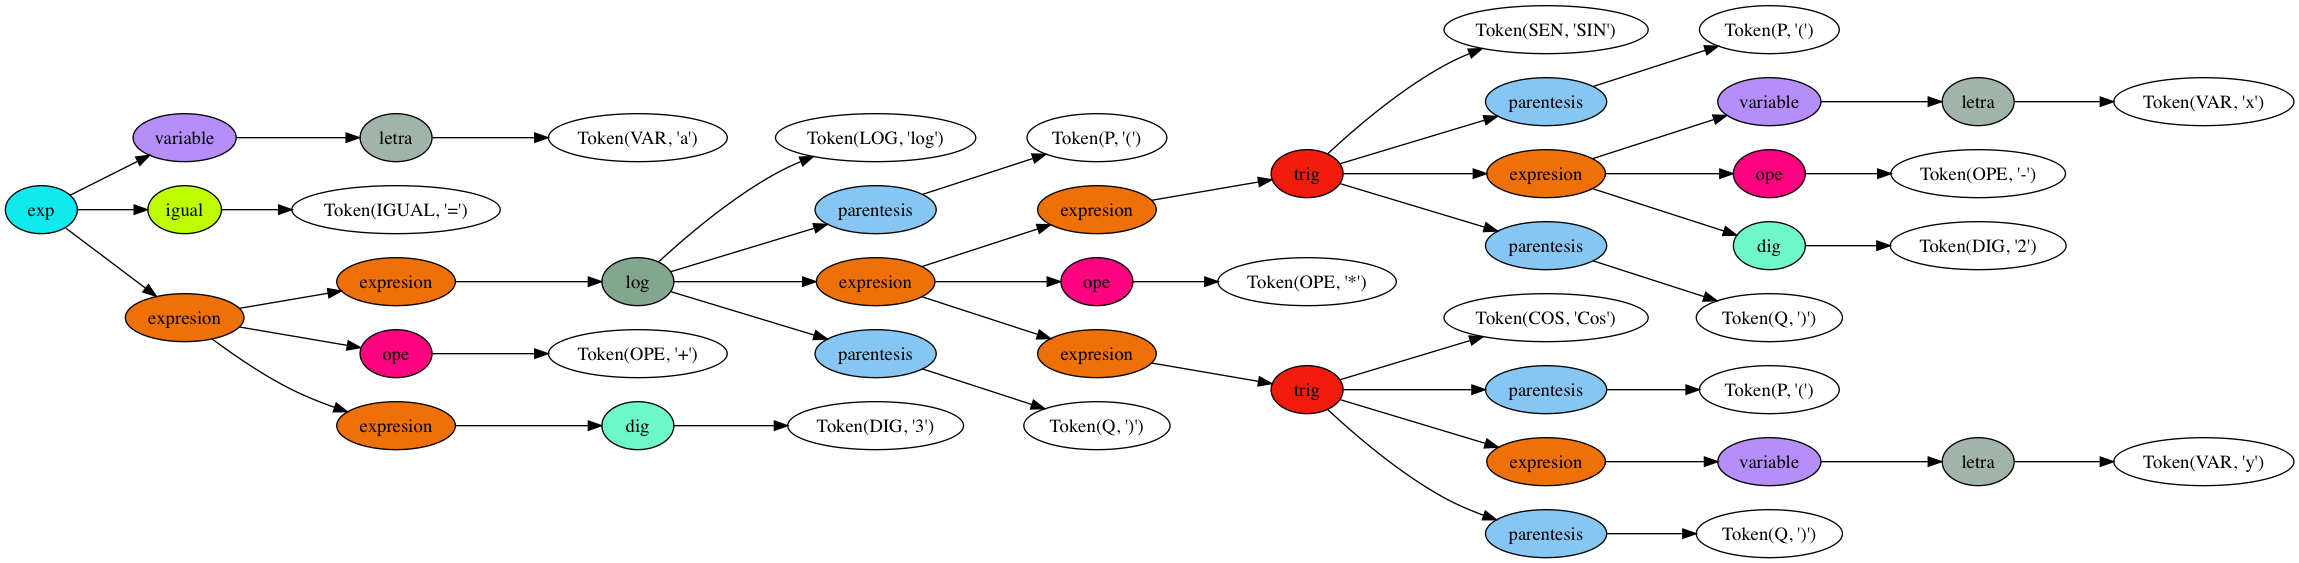 exp
variable
letra
Token(VAR, 'a')
igual
Token(IGUAL, '=')
expresion
expresion
log
Token(LOG, 'log')
parentesis
Token(P, '(')
expresion
expresion
trig
Token(SEN, 'SIN')
parentesis
Token(P, '(')
expresion
variable
letra
Token(VAR, 'x')
ope
Token(OPE, '-')
dig
Token(DIG, '2')
parentesis
Token(Q, ')')
ope
Token(OPE, '*')
expresion
trig
Token(COS, 'Cos')
parentesis
Token(P, '(')
expresion
variable
letra
Token(VAR, 'y')
parentesis
Token(Q, ')')
parentesis
Token(Q, ')')
ope
Token(OPE, '+')
expresion
dig
Token(DIG, '3')